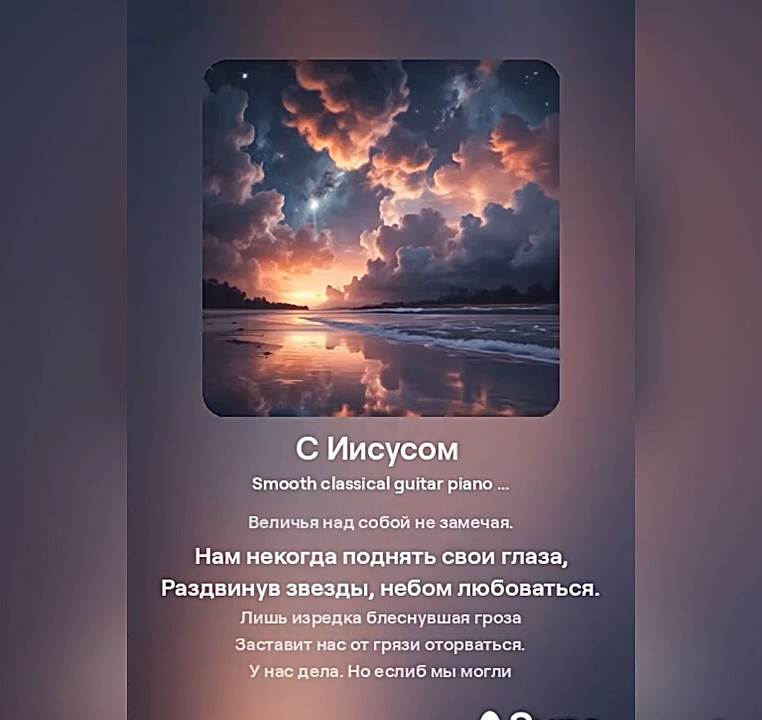 С Иисусом
Smooth classical guitar piano ...
Величья над собой не замечая.
Нам некогда поднять свои глаза,
Раздвинув звезды, небом любоваться.
Лишь изредка блеснувшая гроза
Заставит нас от грязи оторваться.
У нас дела. Но еслиб мы могли